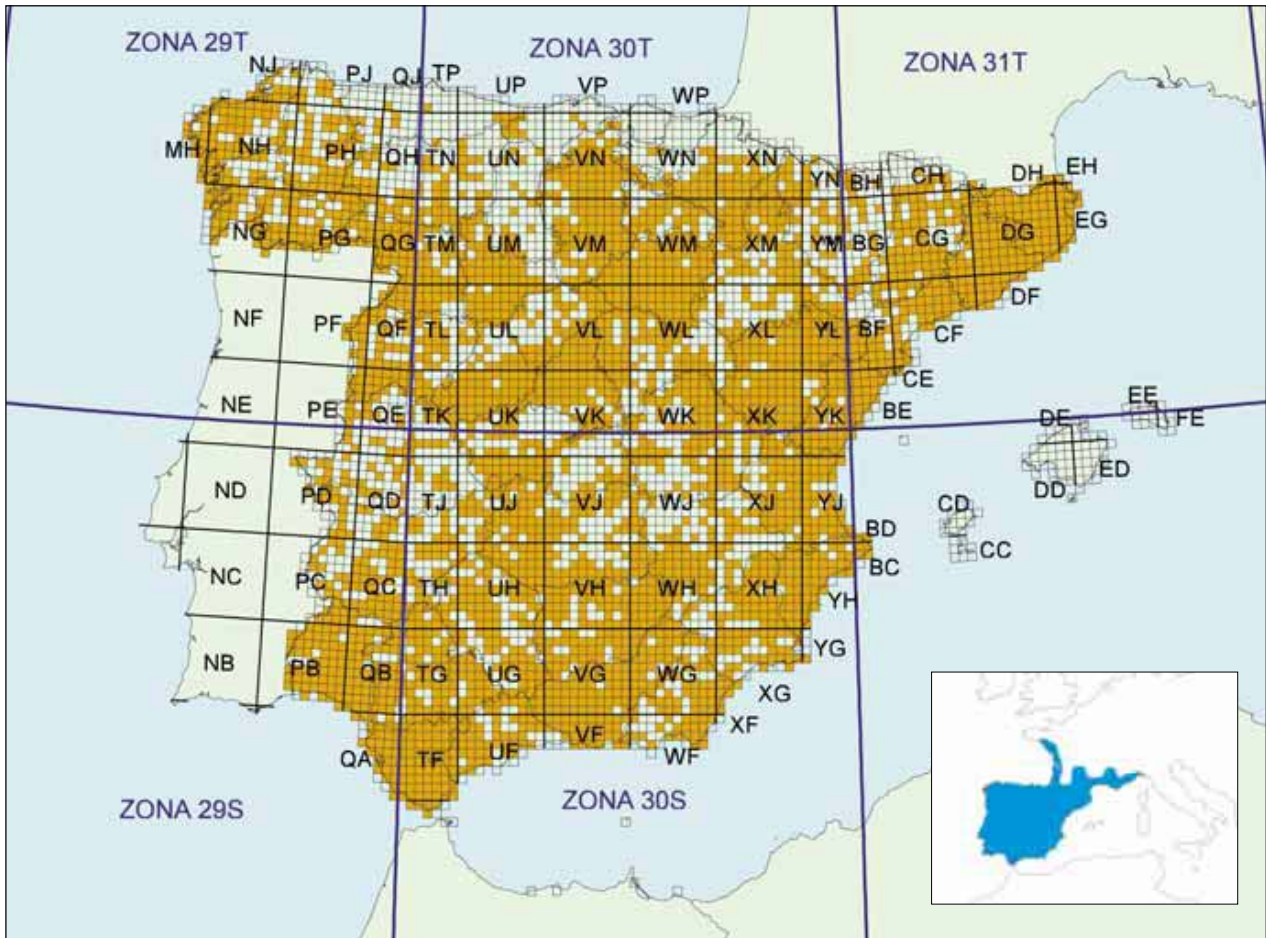 ZONA 29T
ZONA 30T
ZONA 31T
NJ PJ QJ TP UP VP WP
MH NH PH QH TN UN VN WN XN YN BH CH DH EH
NG PG QG TM UM VM WM XM YM BG CG DG EG
NF PF QF TL UL VL WL XL YL BF CF DF
NE PE QE TK UK VK WK XK YK BE CE DE EE FE
ND PD QD TJ UJ VJ WJ XJ YJ BD CD DD ED
NC PC QC TH UH VH WH XH YH BC CC
NB PB QB TG UG VG WG XG YG
QA TF UF VF WF XF
ZONA 29S
ZONA 30S